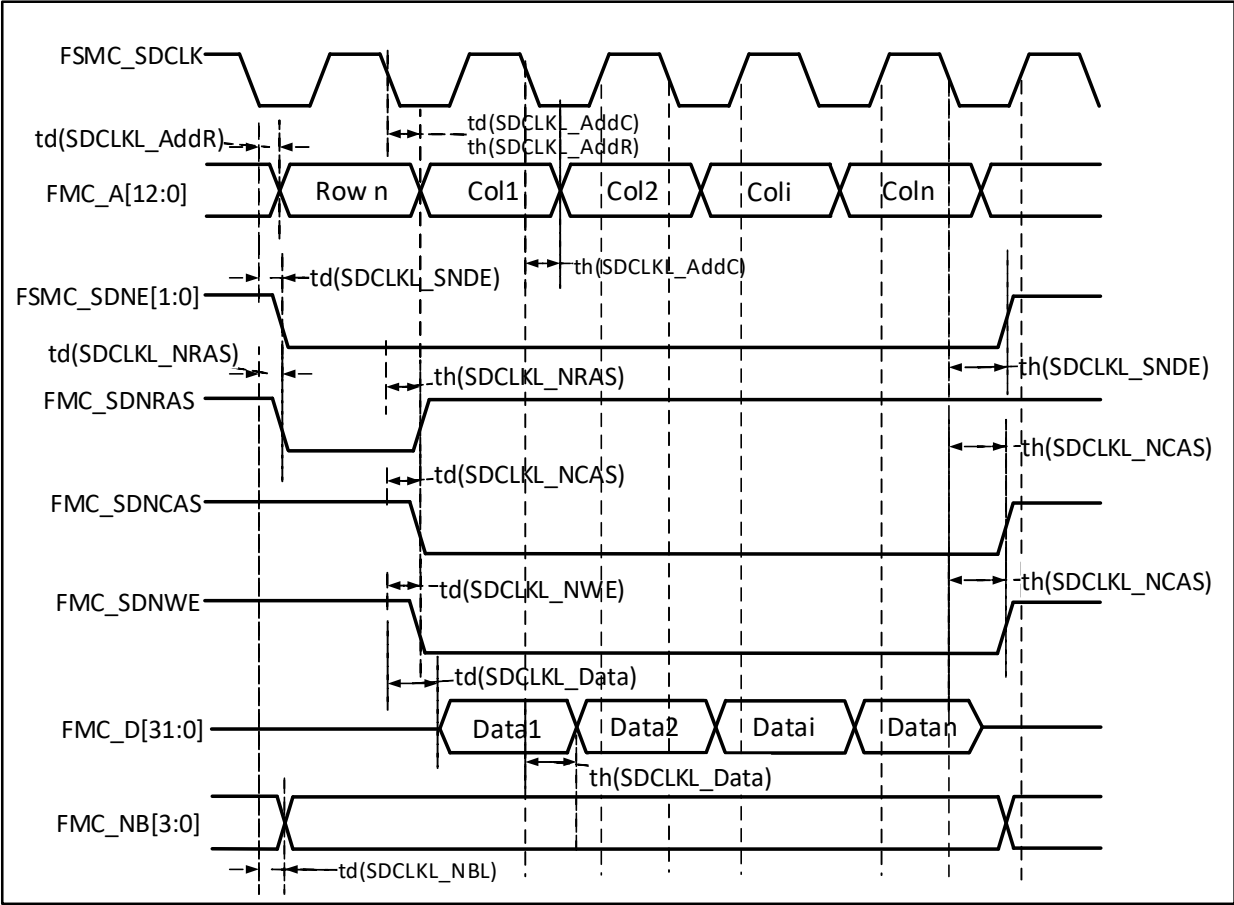 FSMC_SDCLK
td(SDCLKL_AddC)
td(SDCLKL_AddR)
th(SDCLKL_AddR)
FMC_A[12:0]
Row n
Col1
Col2
Coli
Coln
th(SDCLKL_AddC)
td(SDCLKL_SNDE)
FSMC_SDNE[1:0]
td(SDCLKL_NRAS)
th(SDCLKL_SNDE)
th(SDCLKL_NRAS)
FMC_SDNRAS
th(SDCLKL_NCAS)
td(SDCLKL_NCAS)
FMC_SDNCAS
th(SDCLKL_NCAS)
td(SDCLKL_NWE)
FMC_SDNWE
td(SDCLKL_Data)
FMC_D[31:0]
Data1
Data2
Datai
Datan
th(SDCLKL_Data)
FMC_NB[3:0]
td(SDCLKL_NBL)